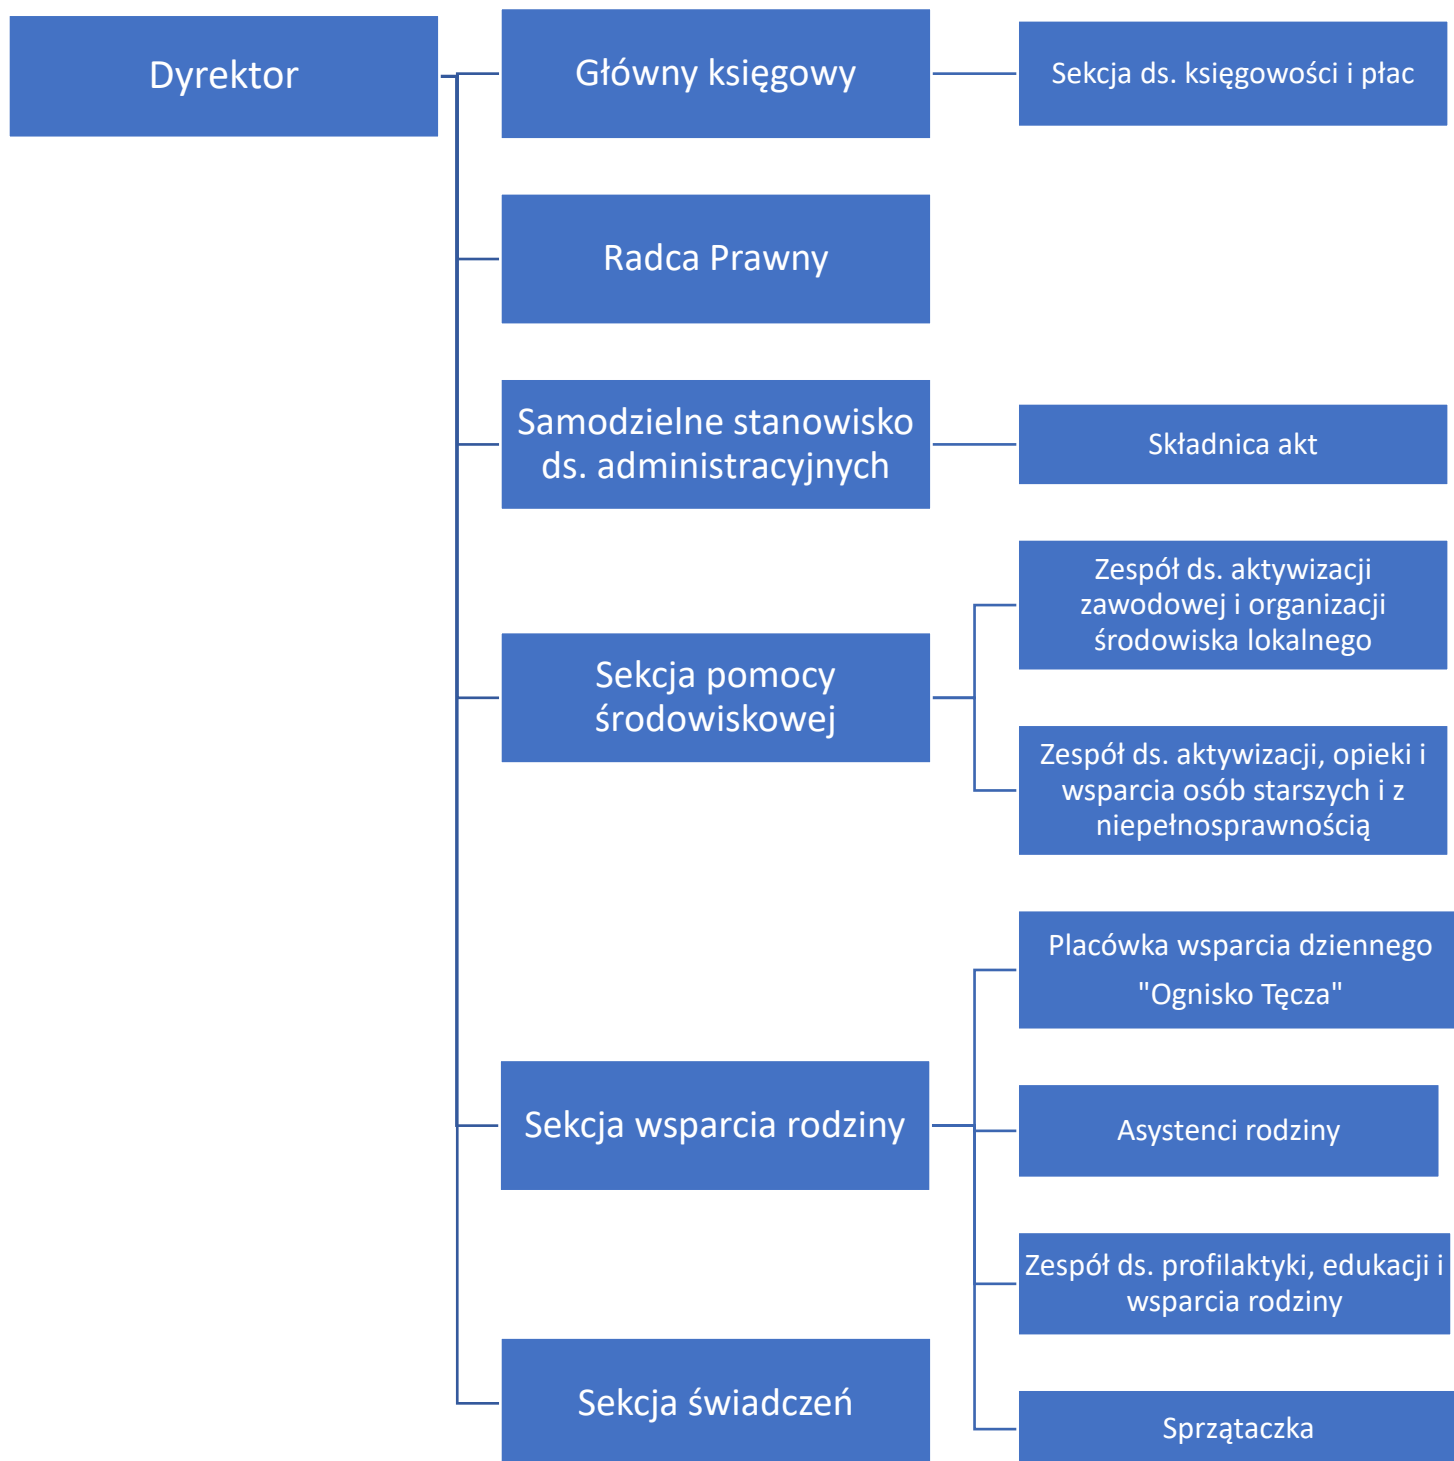 Dyrektor
Główny księgowy
Sekcja ds. księgowości i płac
Radca Prawny
Samodzielne stanowisko
ds. administracyjnych
Składnica akt
Sekcja pomocy
środowiskowej
Zespół ds. aktywizacji
zawodowej i organizacji
środowiska lokalnego
Zespół ds. aktywizacji, opieki i
wsparcia osób starszych i z
niepełnosprawnością
Sekcja wsparcia rodziny
Placówka wsparcia dziennego
"Ognisko Tęcza"
Asystenci rodziny
Zespół ds. profilaktyki, edukacji i
wsparcia rodziny
Sprzątaczka
Sekcja świadczeń